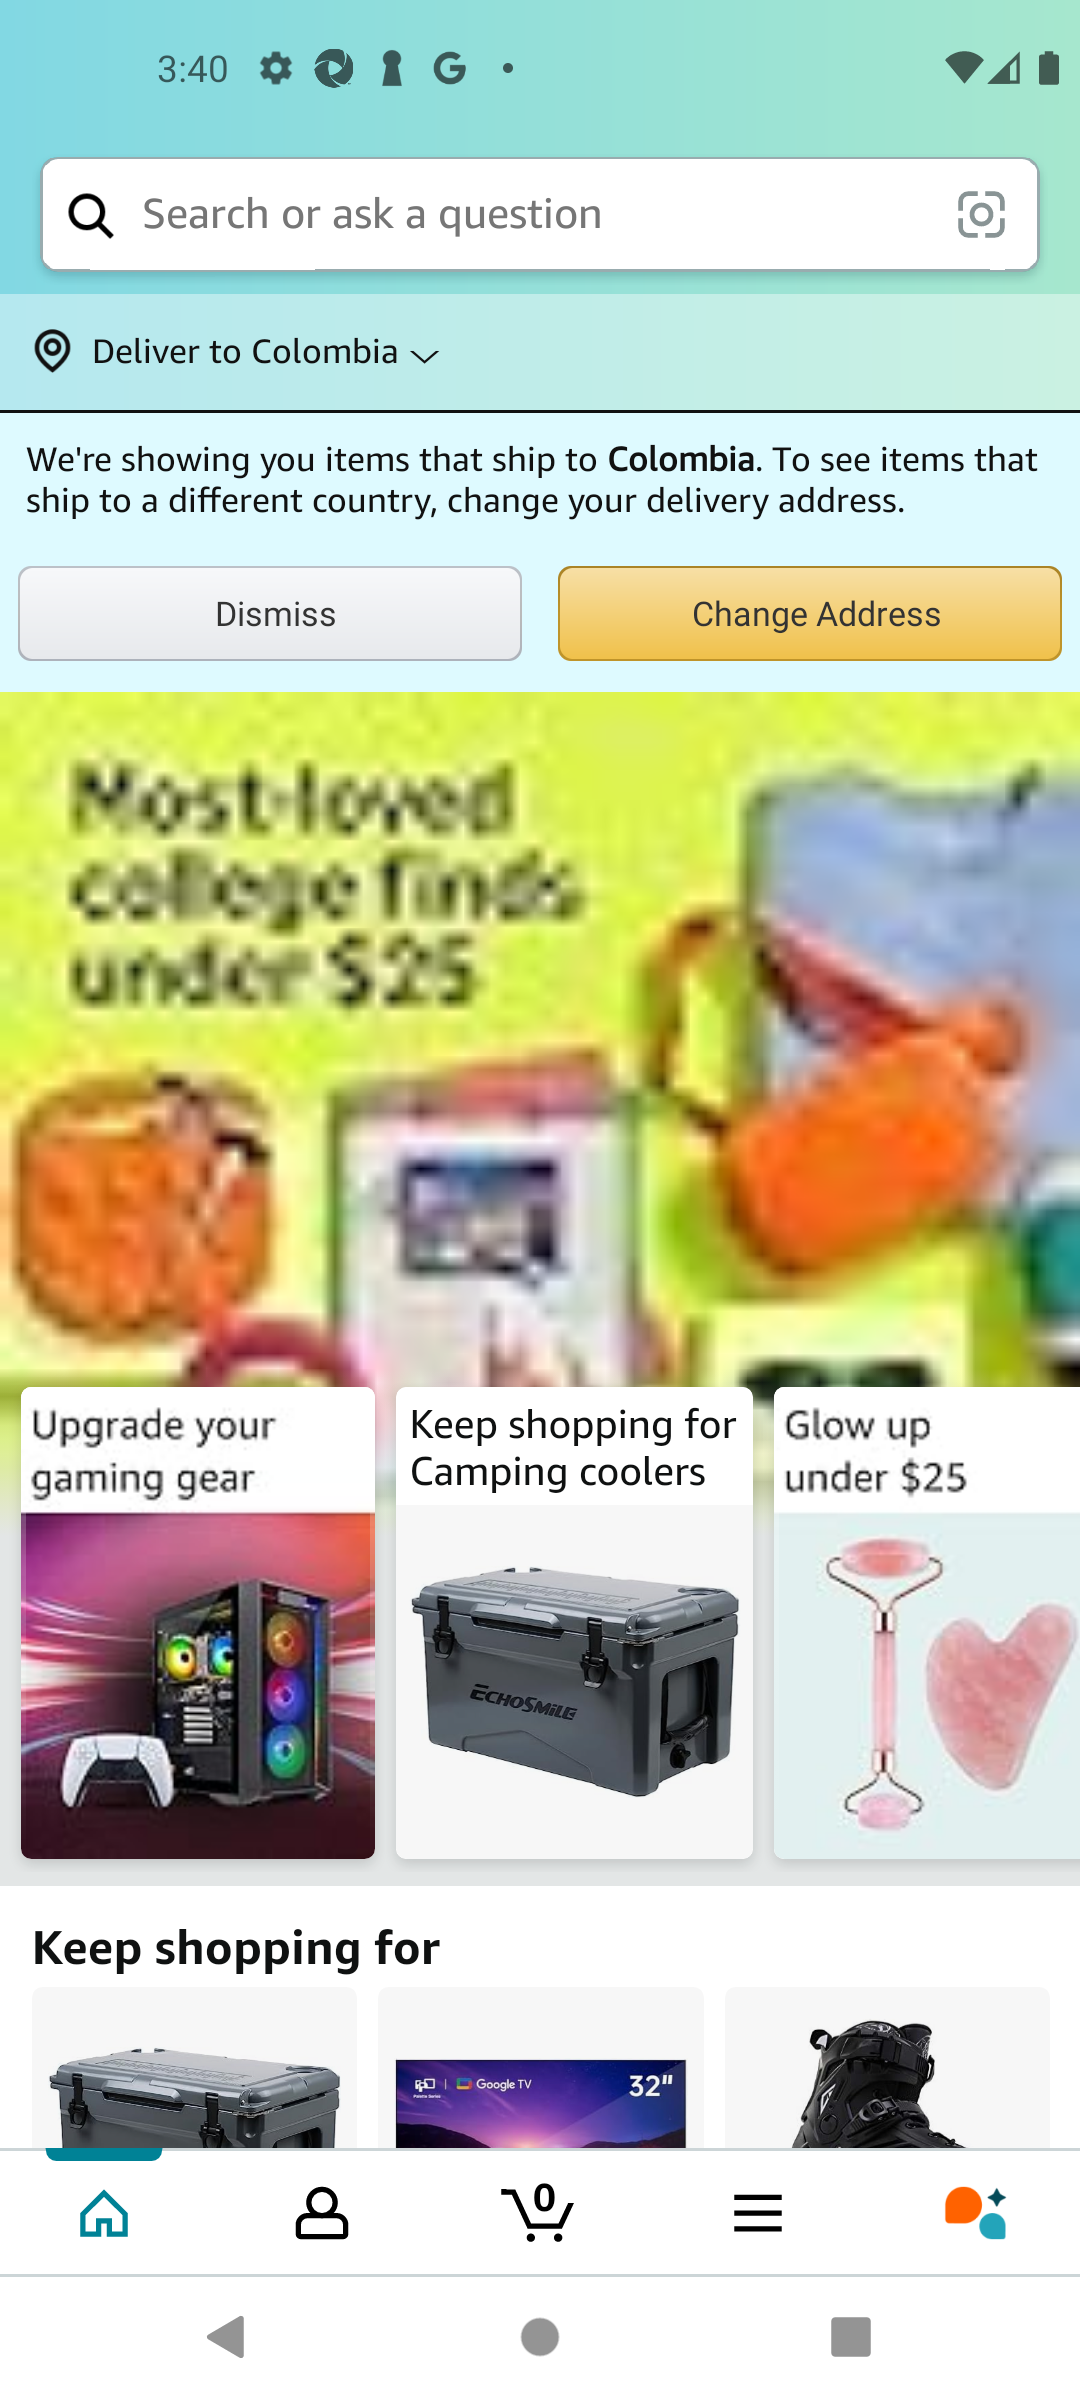 3:40
Search or ask a question
Deliver to Colombia
We're showing you items that ship to Colombia. To see items that
ship to a different country, change your delivery address.
Dismiss
Change Address
Most-loved
college finds
under $25
Upgrade your
gaming gear
Keep shopping for
Camping coolers
Glow up
under $25
ECHOSMILE
Keep shopping for
Google TV
32"
0